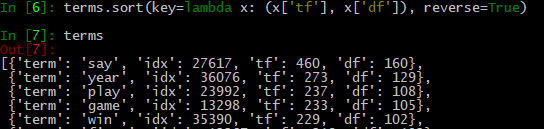 In [6]: terms.sort(key=lambda x: (x['tf'], x['df']), reverse=True)
In [7]: terms
Out[7]:
[{'term': 'say', 'idx': 27617, 'tf': 460, 'df': 160},
{'term': 'year', 'idx': 36076, 'tf': 273, 'df': 129},
{'term': 'play', 'idx': 23992, 'tf': 237, 'df': 108},
{'term': 'game', 'idx': 13298, 'tf': 233, 'df': 105},
{'term': 'win', 'idx': 35390, 'tf': 229, 'df': 102},